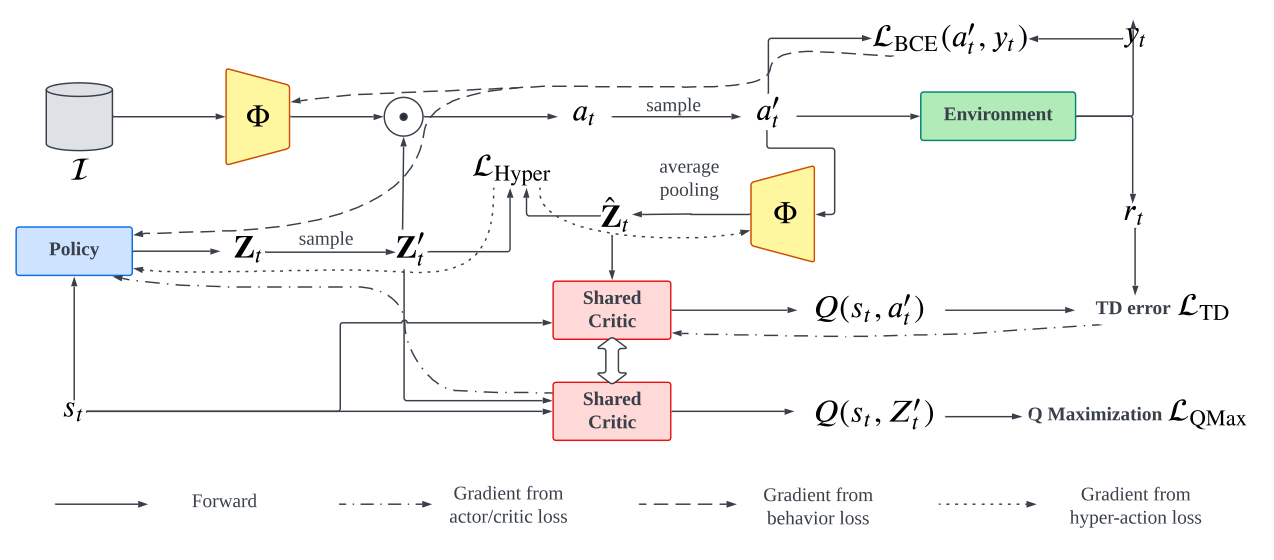 𝓛_BCE(a′_t, y_t)
y_t
Φ
⊙
a_t
sample
a′_t
Environment
𝓘
𝓛_Hyper
average
pooling
Φ
Ẑ_t
r_t
Policy
Z_t
sample
Z′_t
Shared
Critic
Q(s_t, a′_t)
TD error 𝓛_TD
s_t
Shared
Critic
Q(s_t, Z′_t)
Q Maximization 𝓛_QMax
Forward
Gradient from
actor/critic loss
Gradient from
behavior loss
Gradient from
hyper-action loss